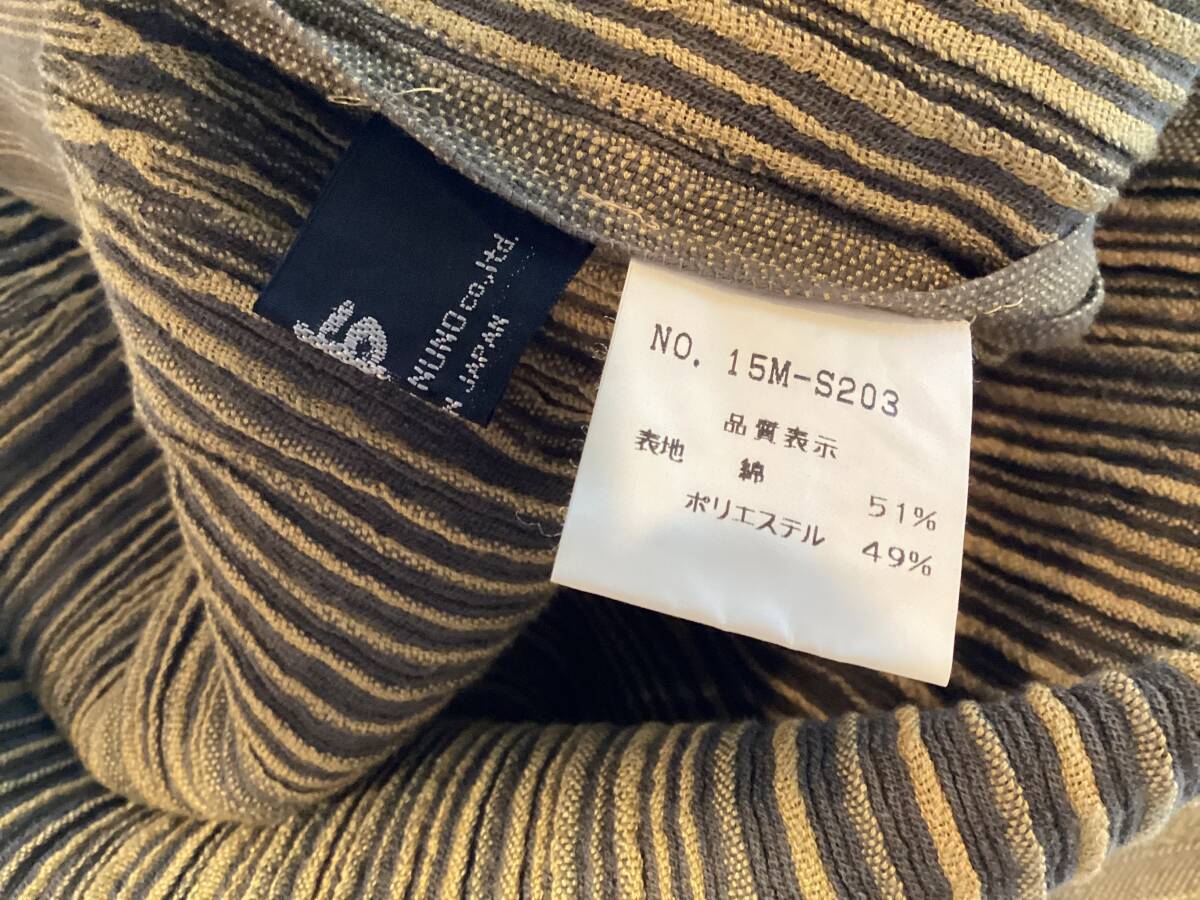 NUNO co.,ltd.
JAPAN
NO. 15M-S203
品質表示
表地 綿 51%
ポリエステル 49%